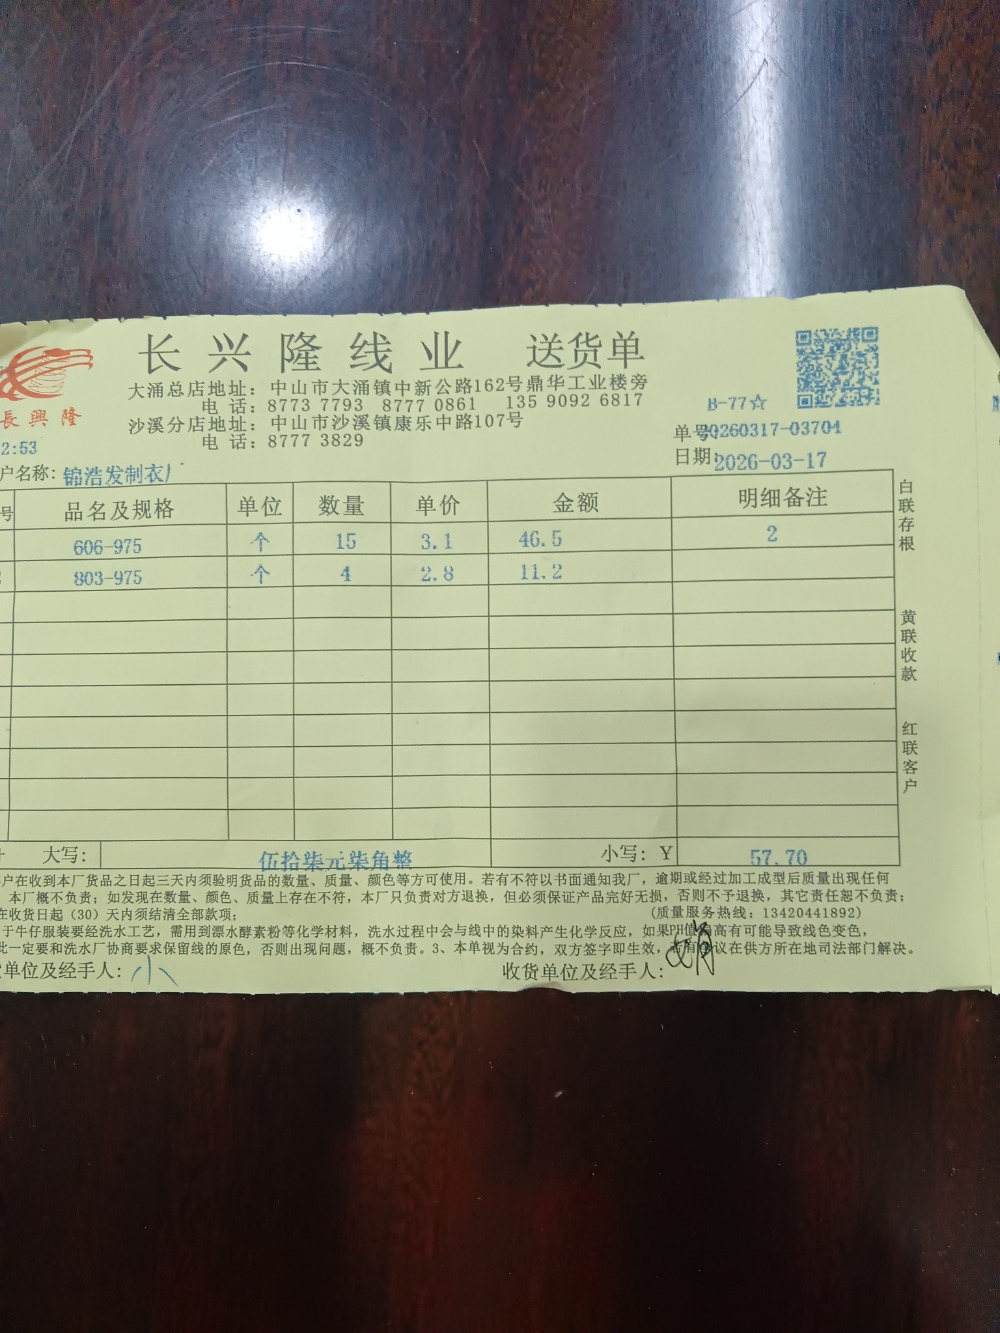 长兴隆线业 送货单
大涌总店地址：中山市大涌镇中新公路162号鼎华工业楼旁
电 话：8773 7793 8777 0861 135 9092 6817
沙溪分店地址：中山市沙溪镇康乐中路107号
电 话：8777 3829
長興隆
B-77☆
单号:20260317-03704
日期:2026-03-17
2:53
户名称: 锦浩发制衣厂
号 品名及规格 单位 数量 单价 金额 明细备注
606-975 个 15 3.1 46.5 2
803-975 个 4 2.8 11.2
白联存根
黄联收款
红联客户
大写： 伍拾柒元柒角整 小写：Y 57.70
户在收到本厂货品之日起三天内须验明货品的数量、质量、颜色等方可使用。若有不符以书面通知我厂，逾期或经过加工成型后质量出现任何
本厂概不负责；如发现在数量、颜色、质量上存在不符，本厂只负责对方退换，但必须保证产品完好无损，否则不予退换，其它责任恕不负责；
在收货日起（30）天内须结清全部款项； (质量服务热线：13420441892)
于牛仔服装要经洗水工艺，需用到漂水酵素粉等化学材料，洗水过程中会与线中的染料产生化学反应，如果PH值偏高有可能导致线色变色，
此一定要和洗水厂协商要求保留线的原色，否则出现问题，概不负责。3、本单视为合约，双方签字即生效，若有争议在供方所在地司法部门解决。
单位及经手人： 小 收货单位及经手人：